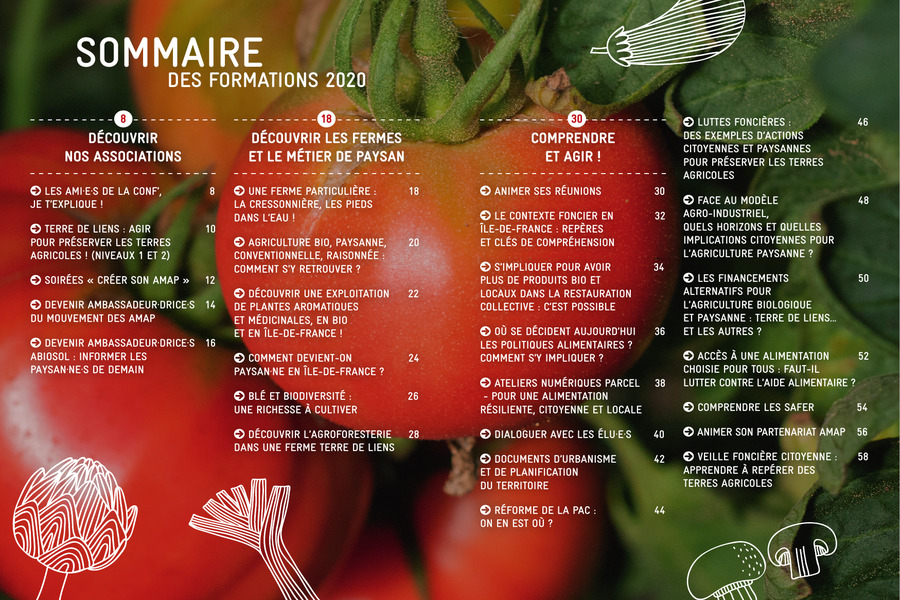 SOMMAIRE
DES FORMATIONS 2020
8
DÉCOUVRIR
NOS ASSOCIATIONS
LES AMI·E·S DE LA CONF', 8
JE T'EXPLIQUE !
TERRE DE LIENS : AGIR 10
POUR PRÉSERVER LES TERRES
AGRICOLES ! (NIVEAUX 1 ET 2)
SOIRÉES « CRÉER SON AMAP » 12
DEVENIR AMBASSADEUR·DRICE·S 14
DU MOUVEMENT DES AMAP
DEVENIR AMBASSADEUR·DRICE·S 16
ABIOSOL : INFORMER LES
PAYSAN·NE·S DE DEMAIN
18
DÉCOUVRIR LES FERMES
ET LE MÉTIER DE PAYSAN
UNE FERME PARTICULIÈRE : 18
LA CRESSONNIÈRE, LES PIEDS
DANS L'EAU !
AGRICULTURE BIO, PAYSANNE, 20
CONVENTIONNELLE, RAISONNÉE :
COMMENT S'Y RETROUVER ?
DÉCOUVRIR UNE EXPLOITATION 22
DE PLANTES AROMATIQUES
ET MÉDICINALES, EN BIO
ET EN ÎLE-DE-FRANCE !
COMMENT DEVIENT-ON 24
PAYSAN·NE EN ÎLE-DE-FRANCE ?
BLÉ ET BIODIVERSITÉ : 26
UNE RICHESSE À CULTIVER
DÉCOUVRIR L'AGROFORESTERIE 28
DANS UNE FERME TERRE DE LIENS
30
COMPRENDRE
ET AGIR !
ANIMER SES RÉUNIONS 30
LE CONTEXTE FONCIER EN 32
ÎLE-DE-FRANCE : REPÈRES
ET CLÉS DE COMPRÉHENSION
S'IMPLIQUER POUR AVOIR 34
PLUS DE PRODUITS BIO ET
LOCAUX DANS LA RESTAURATION
COLLECTIVE : C'EST POSSIBLE
OÙ SE DÉCIDENT AUJOURD'HUI 36
LES POLITIQUES ALIMENTAIRES ?
COMMENT S'Y IMPLIQUER ?
ATELIERS NUMÉRIQUES PARCEL 38
- POUR UNE ALIMENTATION
RÉSILIENTE, CITOYENNE ET LOCALE
DIALOGUER AVEC LES ÉLU·E·S 40
DOCUMENTS D'URBANISME 42
ET DE PLANIFICATION
DU TERRITOIRE
RÉFORME DE LA PAC : 44
ON EN EST OÙ ?
LUTTES FONCIÈRES : 46
DES EXEMPLES D'ACTIONS
CITOYENNES ET PAYSANNES
POUR PRÉSERVER LES TERRES
AGRICOLES
FACE AU MODÈLE 48
AGRO-INDUSTRIEL,
QUELS HORIZONS ET QUELLES
IMPLICATIONS CITOYENNES POUR
L'AGRICULTURE PAYSANNE ?
LES FINANCEMENTS 50
ALTERNATIFS POUR
L'AGRICULTURE BIOLOGIQUE
ET PAYSANNE : TERRE DE LIENS...
ET LES AUTRES ?
ACCÈS À UNE ALIMENTATION 52
CHOISIE POUR TOUS : FAUT-IL
LUTTER CONTRE L'AIDE ALIMENTAIRE ?
COMPRENDRE LES SAFER 54
ANIMER SON PARTENARIAT AMAP 56
VEILLE FONCIÈRE CITOYENNE : 58
APPRENDRE À REPÉRER DES
TERRES AGRICOLES